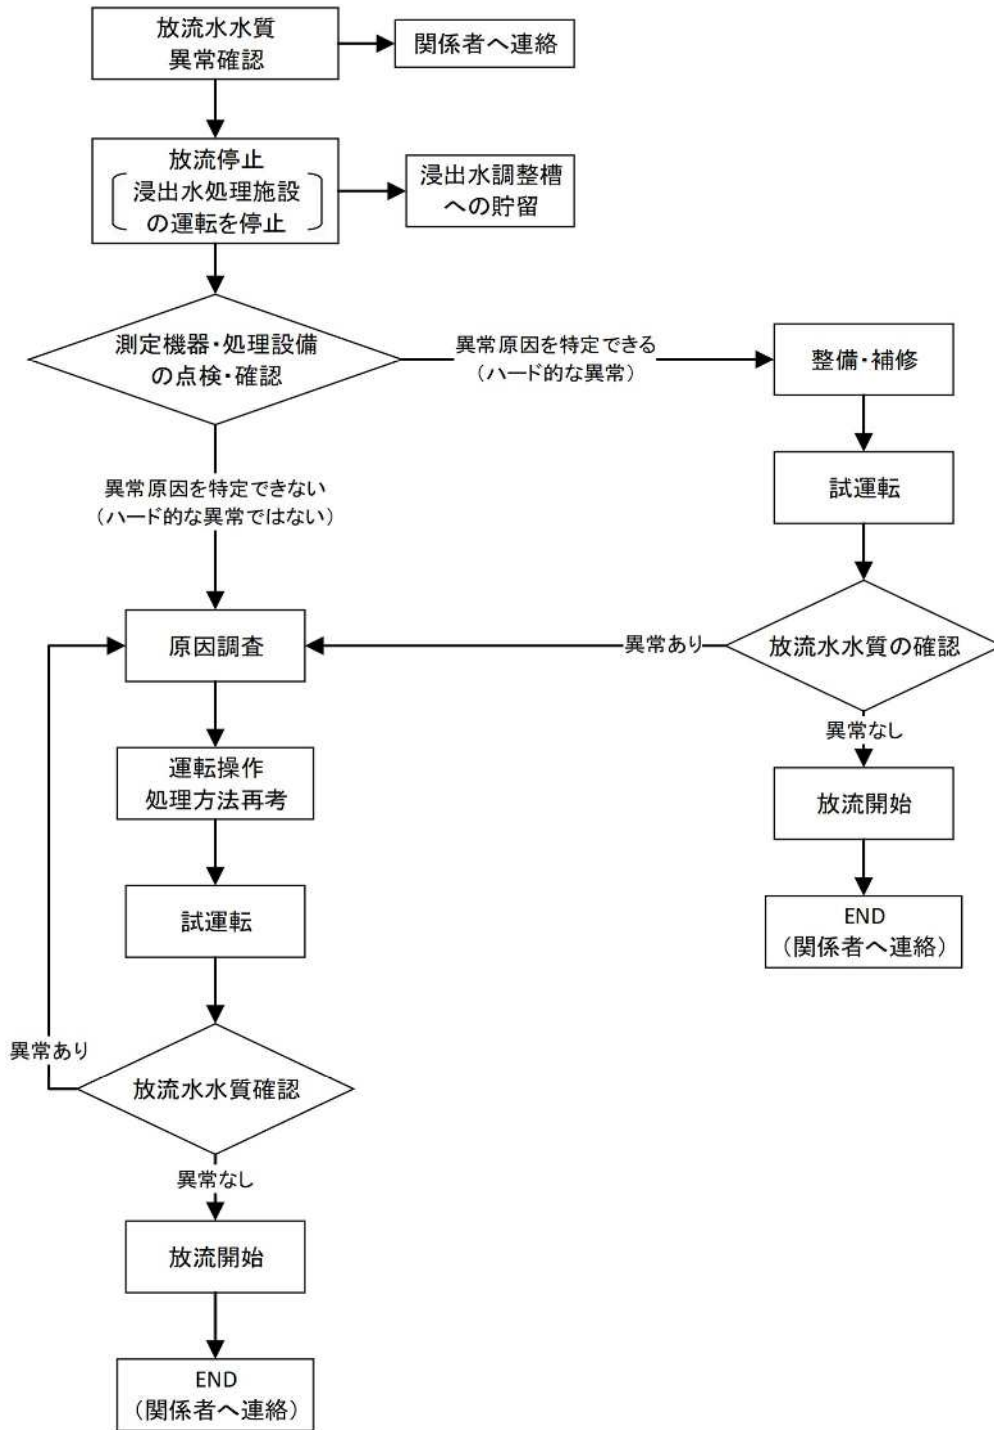 放流水水質
異常確認
関係者へ連絡
放流停止
浸出水処理施設
の運転を停止
浸出水調整槽
への貯留
測定機器・処理設備
の点検・確認
異常原因を特定できる
（ハード的な異常）
整備・補修
試運転
異常原因を特定できない
（ハード的な異常ではない）
原因調査
異常あり
放流水水質の確認
異常なし
運転操作
処理方法再考
放流開始
試運転
END
（関係者へ連絡）
異常あり
放流水水質確認
異常なし
放流開始
END
（関係者へ連絡）